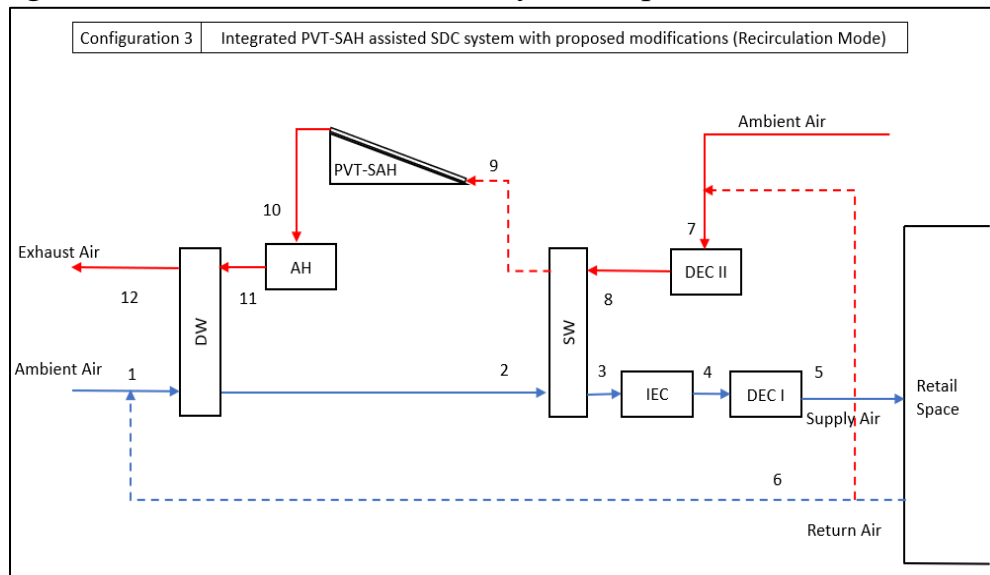 Configuration 3 Integrated PVT-SAH assisted SDC system with proposed modifications (Recirculation Mode)
Ambient Air
PVT-SAH
9
10
7
Exhaust Air
AH
DEC II
12
11
8
DW
SW
Ambient Air
1
2
3
4
5
IEC
DEC I
Retail
Space
Supply Air
6
Return Air